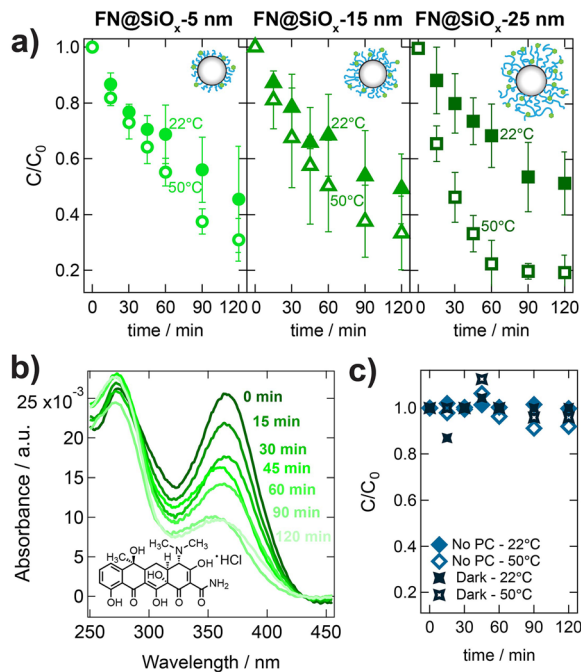 FN@SiOₓ-5 nm FN@SiOₓ-15 nm FN@SiOₓ-25 nm
a)
1.0
0.8
0.6
0.4
0.2
C/C₀
22°C
50°C
22°C
50°C
22°C
50°C
0 30 60 90 120 0 30 60 90 120 0 30 60 90 120
time / min time / min time / min
b)
25 x10⁻³
20
15
10
5
0
Absorbance / a.u.
0 min
15 min
30 min
45 min
60 min
90 min
120 min
H₃C OH H₃C N CH₃ ·HCl
H OH
HO
NH₂
OH O OH O O
250 300 350 400 450
Wavelength / nm
c)
1.0
0.8
0.6
0.4
0.2
C/C₀
No PC - 22°C
No PC - 50°C
Dark - 22°C
Dark - 50°C
0 30 60 90 120
time / min